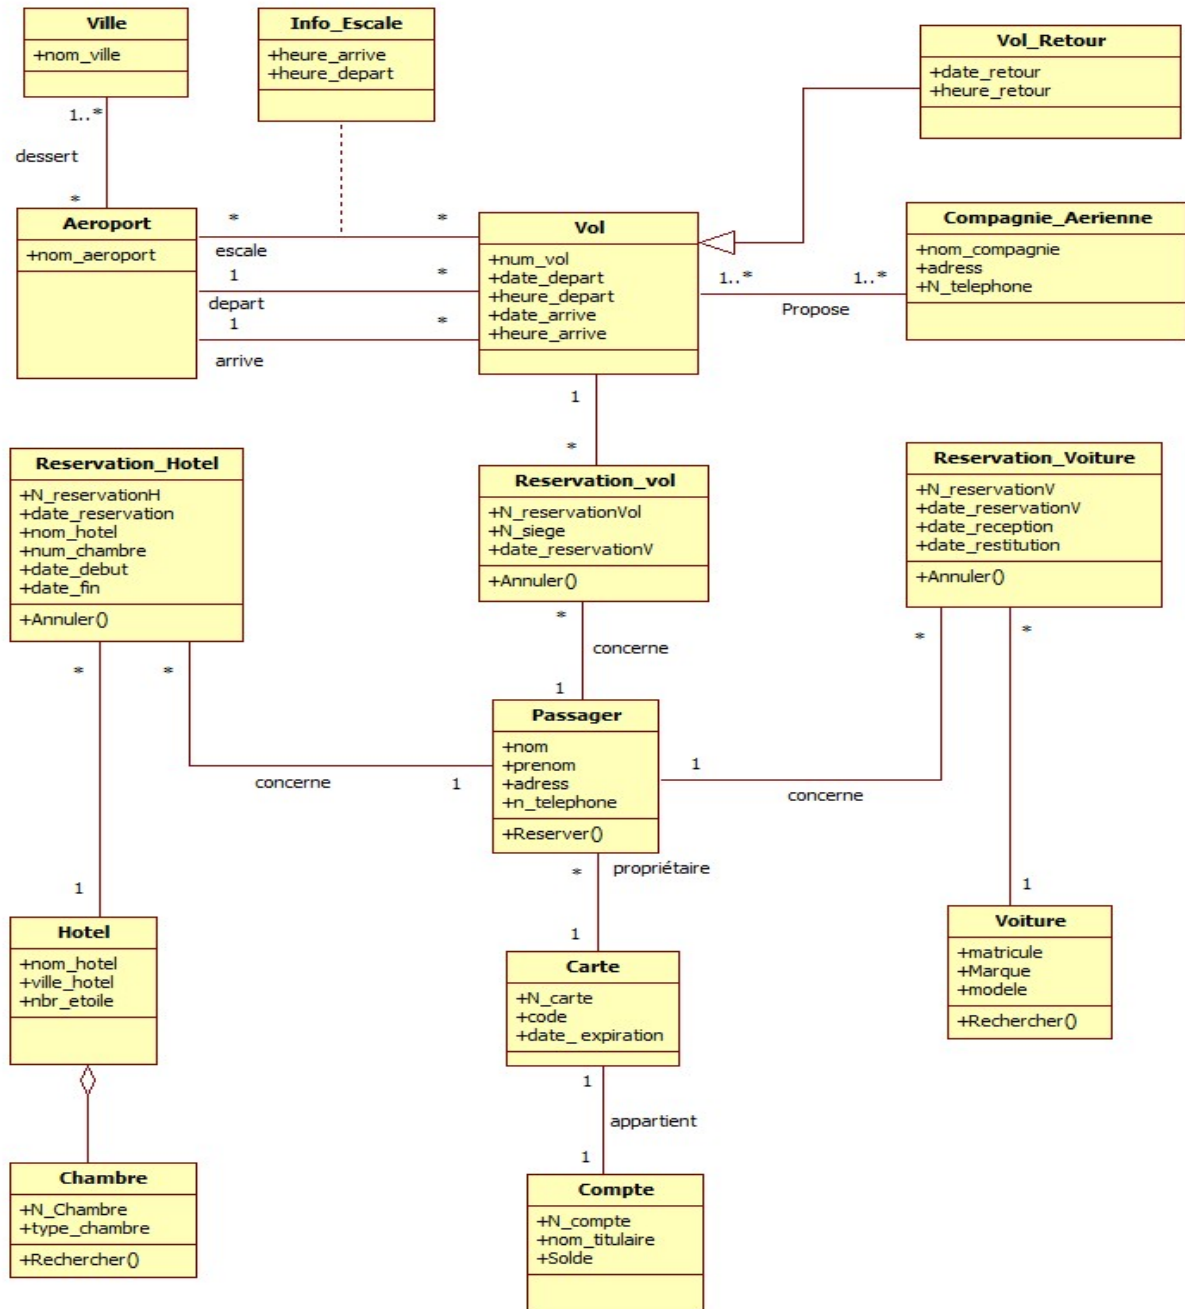 Ville
+nom_ville
Info_Escale
+heure_arrive
+heure_depart
Vol_Retour
+date_retour
+heure_retour
1..*
dessert
*
Aeroport
+nom_aeroport
*
*
escale
1
*
depart
1
*
arrive
Vol
+num_vol
+date_depart
+heure_depart
+date_arrive
+heure_arrive
1..*
1..*
Propose
Compagnie_Aerienne
+nom_compagnie
+adress
+N_telephone
1
*
Reservation_Hotel
+N_reservationH
+date_reservation
+nom_hotel
+num_chambre
+date_debut
+date_fin
+Annuler()
Reservation_vol
+N_reservationVol
+N_siege
+date_reservationV
+Annuler()
Reservation_Voiture
+N_reservationV
+date_reservationV
+date_reception
+date_restitution
+Annuler()
*
*
*
concerne
1
*
*
Passager
+nom
+prenom
+adress
+n_telephone
+Reserver()
concerne
1
1
concerne
*
propriétaire
1
1
1
Hotel
+nom_hotel
+ville_hotel
+nbr_etoile
Carte
+N_carte
+code
+date_ expiration
Voiture
+matricule
+Marque
+modele
+Rechercher()
1
appartient
1
Chambre
+N_Chambre
+type_chambre
+Rechercher()
Compte
+N_compte
+nom_titulaire
+Solde